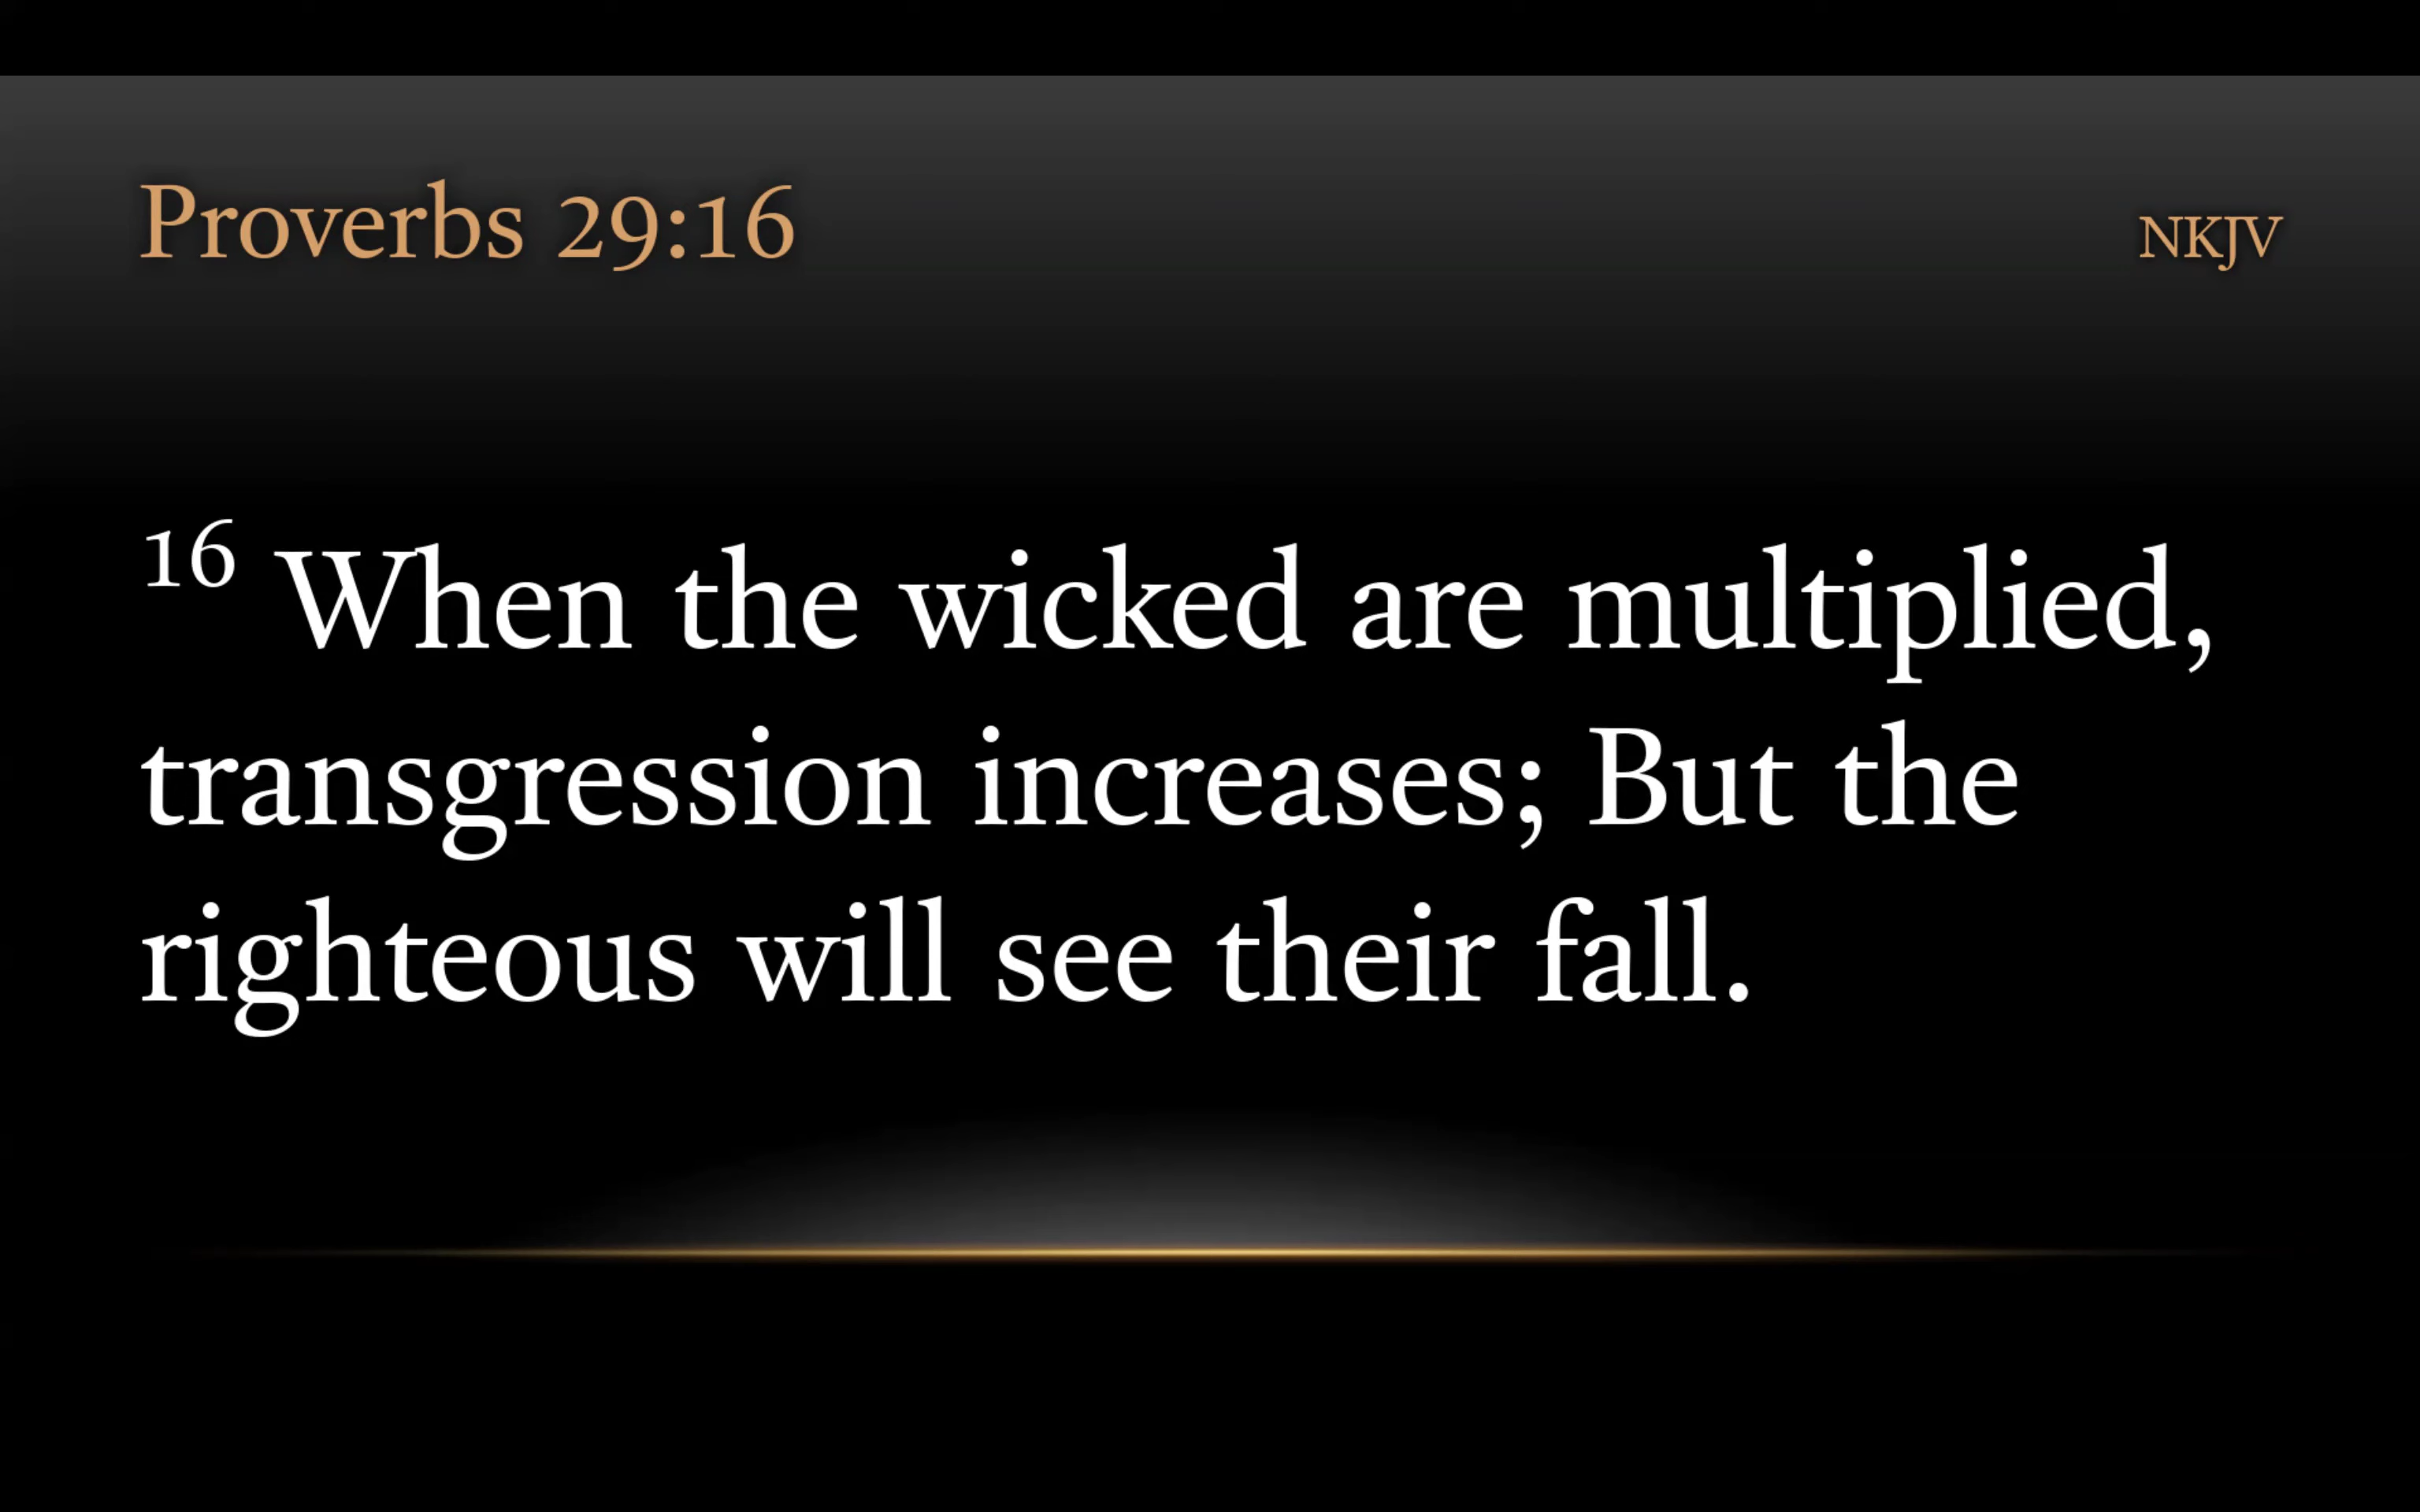 Proverbs 29:16
NKJV
16 When the wicked are multiplied,
transgression increases; But the
righteous will see their fall.